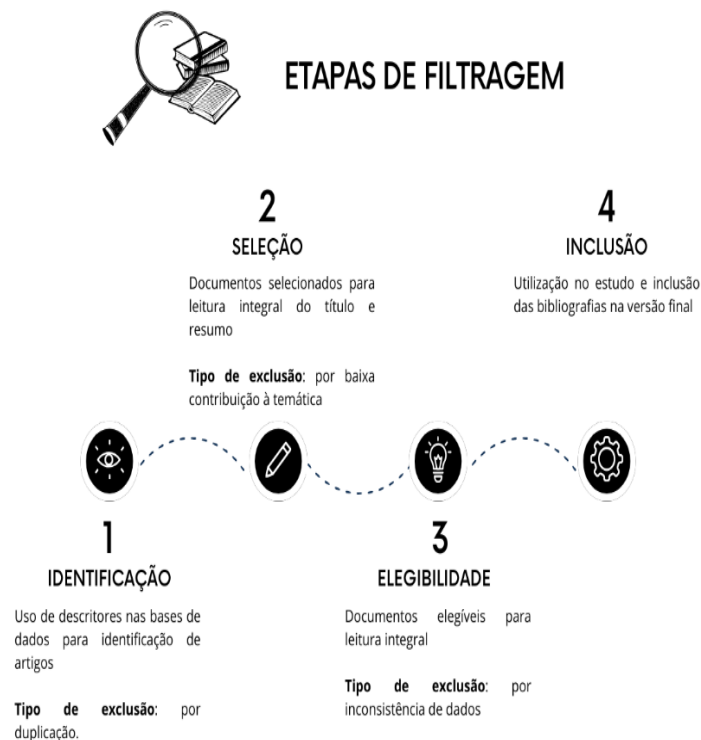 ETAPAS DE FILTRAGEM
2
SELEÇÃO
Documentos selecionados para
leitura integral do título e
resumo
Tipo de exclusão: por baixa
contribuição à temática
4
INCLUSÃO
Utilização no estudo e inclusão
das bibliografias na versão final
1
IDENTIFICAÇÃO
Uso de descritores nas bases de
dados para identificação de
artigos
Tipo de exclusão: por
duplicação.
3
ELEGIBILIDADE
Documentos elegíveis para
leitura integral
Tipo de exclusão: por
inconsistência de dados